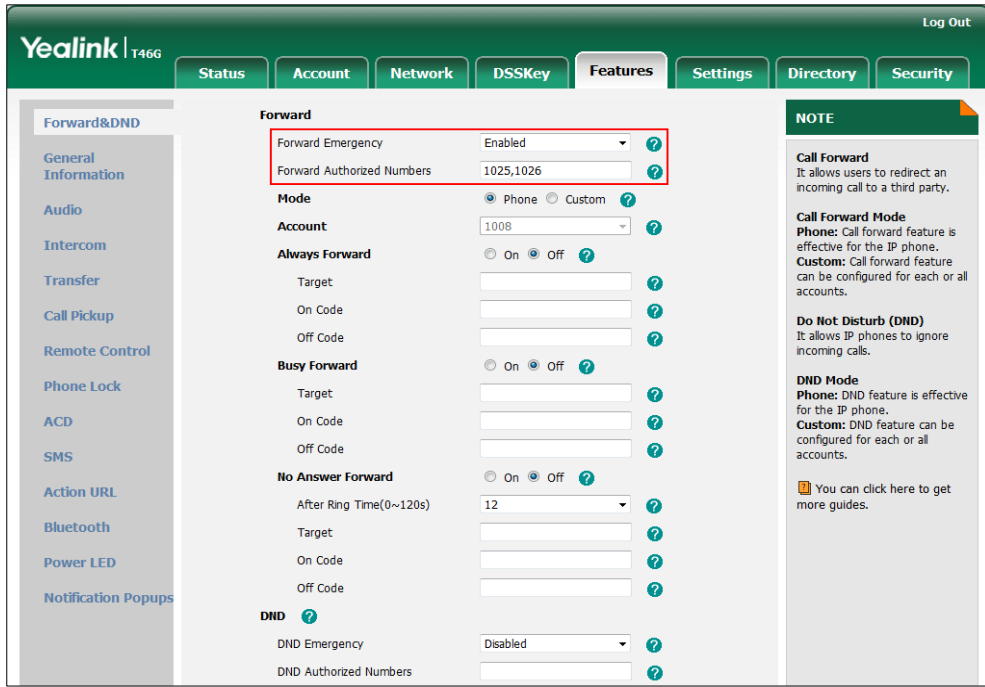 Log Out
Yealink T46G
Status Account Network DSSKey Features Settings Directory Security
Forward&DND
General
Information
Audio
Intercom
Transfer
Call Pickup
Remote Control
Phone Lock
ACD
SMS
Action URL
Bluetooth
Power LED
Notification Popups
Forward
Forward Emergency Enabled ?
Forward Authorized Numbers 1025,1026 ?
Mode Phone Custom ?
Account 1008 ?
Always Forward On Off ?
Target ?
On Code ?
Off Code ?
Busy Forward On Off ?
Target ?
On Code ?
Off Code ?
No Answer Forward On Off ?
After Ring Time(0~120s) 12 ?
Target ?
On Code ?
Off Code ?
DND ?
DND Emergency Disabled ?
DND Authorized Numbers ?
NOTE
Call Forward
It allows users to redirect an
incoming call to a third party.
Call Forward Mode
Phone: Call forward feature is
effective for the IP phone.
Custom: Call forward feature
can be configured for each or all
accounts.
Do Not Disturb (DND)
It allows IP phones to ignore
incoming calls.
DND Mode
Phone: DND feature is effective
for the IP phone.
Custom: DND feature can be
configured for each or all
accounts.
? You can click here to get
more guides.